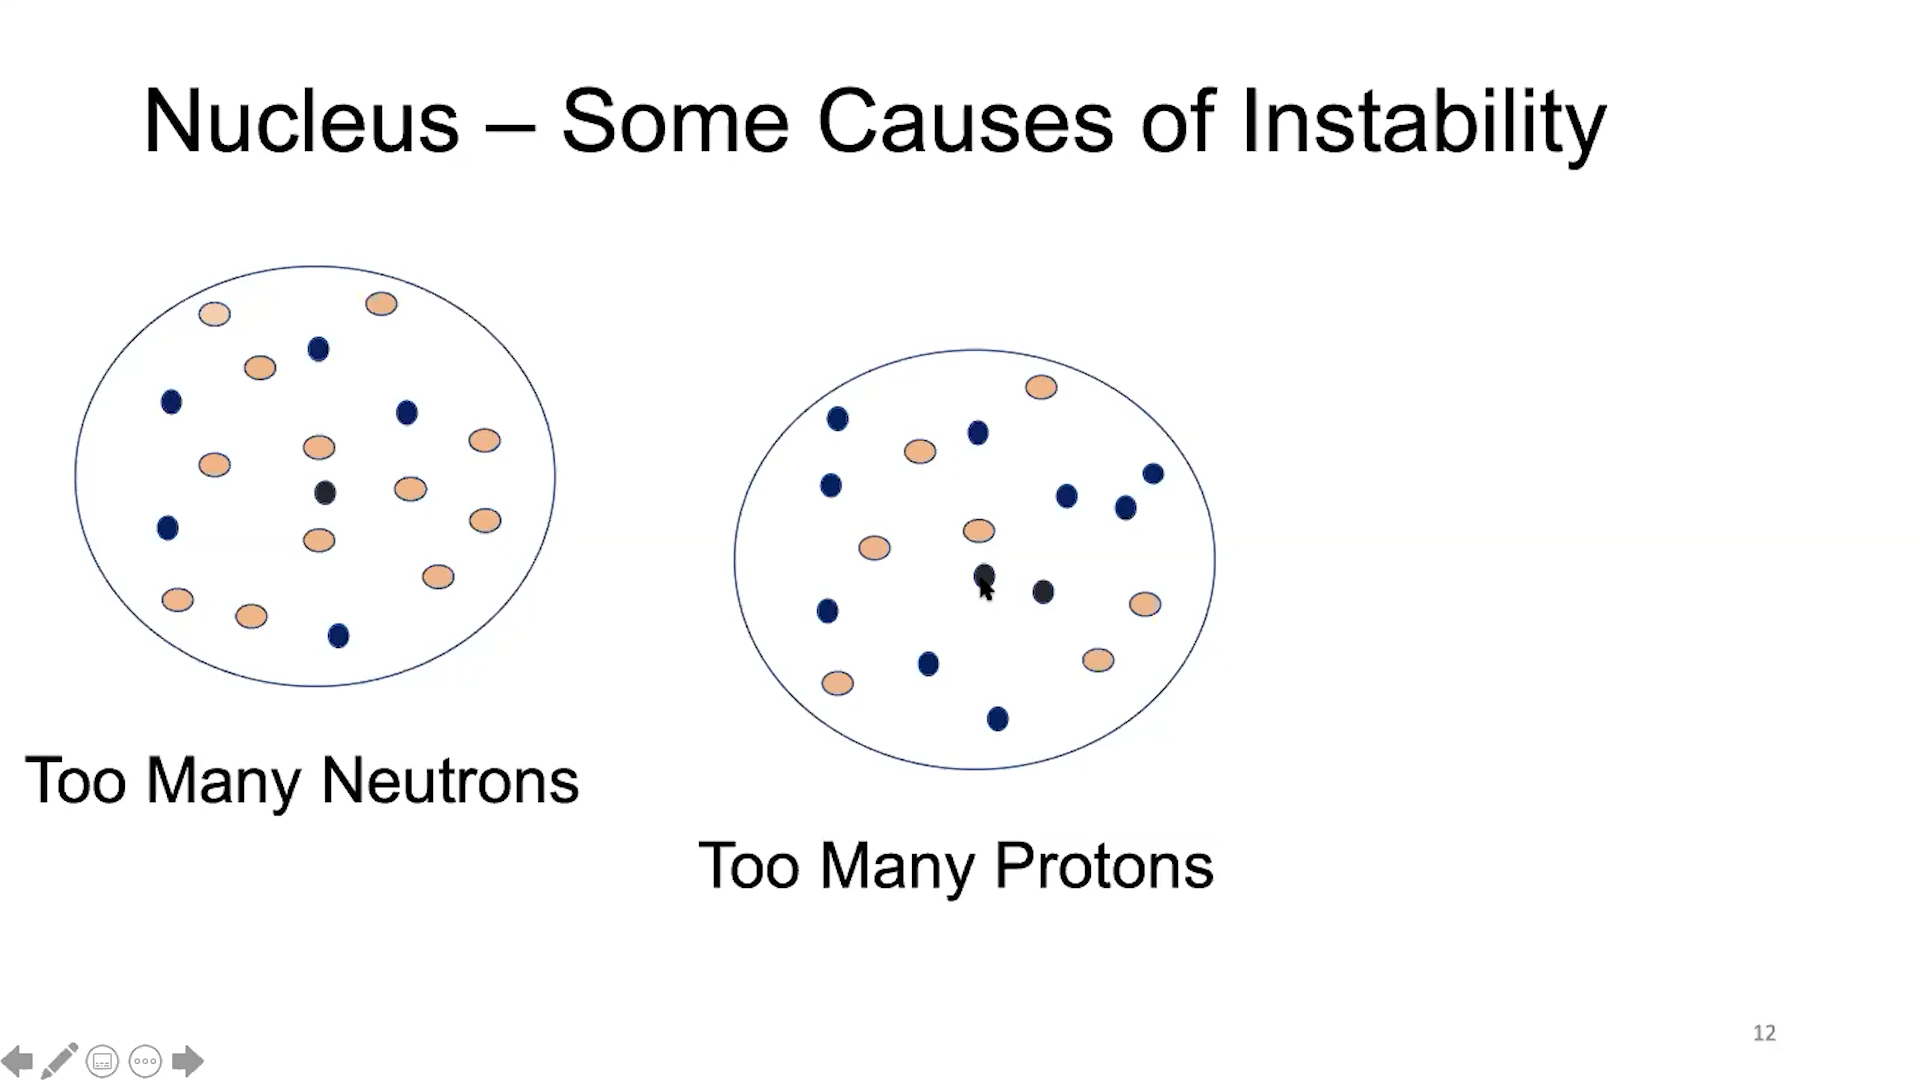 Nucleus – Some Causes of Instability
Too Many Neutrons
Too Many Protons
12